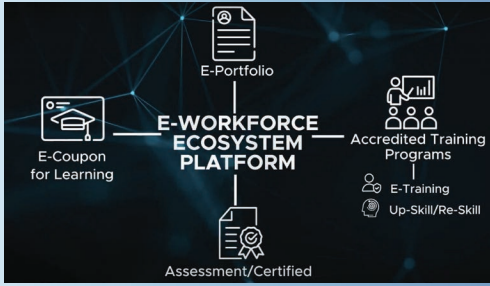 E-Portfolio
E-WORKFORCE
ECOSYSTEM
PLATFORM
E-Coupon
for Learning
Accredited Training
Programs
E-Training
Up-Skill/Re-Skill
Assessment/Certified